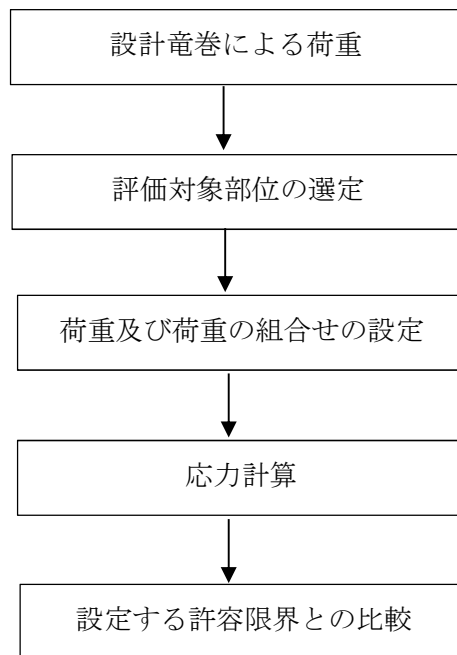 設計竜巻による荷重
評価対象部位の選定
荷重及び荷重の組合せの設定
応力計算
設定する許容限界との比較